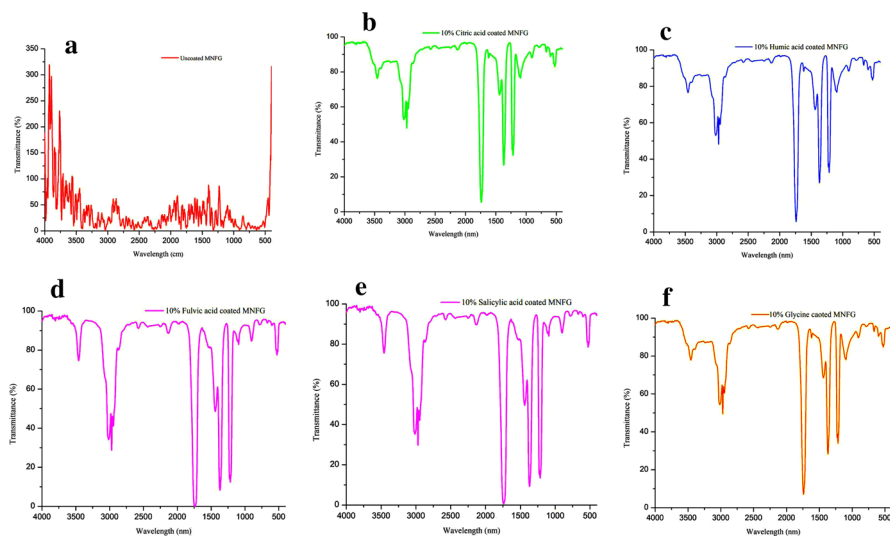 a
Uncoated MNFG
350
300
250
200
150
100
50
0
Transmittance (%)
4000 3500 3000 2500 2000 1500 1000 500
Wavelength (cm)
b
10% Citric acid coated MNFG
100
80
60
40
20
0
Transmittance (%)
4000 3500 3000 2500 2000 1500 1000 500
Wavelength (nm)
c
10% Humic acid coated MNFG
100
80
60
40
20
0
Transmittance (%)
4000 3500 3000 2500 2000 1500 1000 500
Wavelength (nm)
d
10% Fulvic acid coated MNFG
100
80
60
40
20
0
Transmittance (%)
4000 3500 3000 2500 2000 1500 1000 500
Wavelength (nm)
e
10% Salicylic acid coated MNFG
100
80
60
40
20
0
Transmittance (%)
4000 3500 3000 2500 2000 1500 1000 500
Wavelength (nm)
f
10% Glycine caoted MNFG
100
80
60
40
20
0
Transmittance (%)
4000 3500 3000 2500 2000 1500 1000 500
Wavelength (nm)